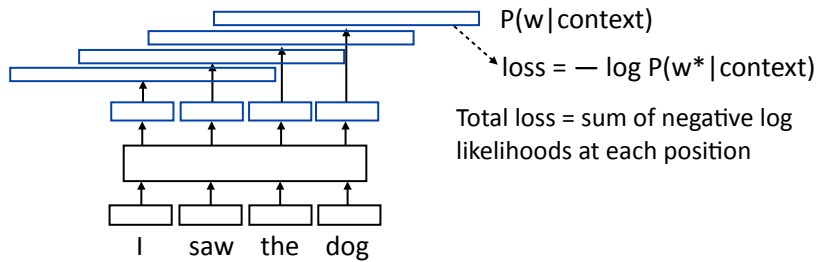 P(w|context)
loss = — log P(w*|context)
Total loss = sum of negative log
likelihoods at each position
I saw the dog